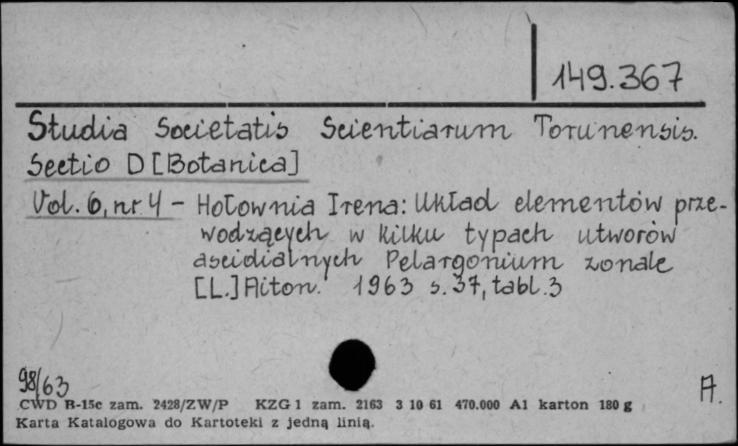 149.367
Studia Societatis Scientiarum Torunensis.
Sectio D [Botanica]
Vol. 6, nr 4 - Hołownia Irena: Układ elementów prze-
wodzących w kilku typach utworów
ascidialnych Pelargonium zonale
[L.] Aiton. 1963 s. 37, tabl. 3
98/63
A.
CWD B-15c zam. 2428/ZW/P KZG 1 zam. 2163 3 10 61 470.000 A1 karton 180 g
Karta Katalogowa do Kartoteki z jedną linią.